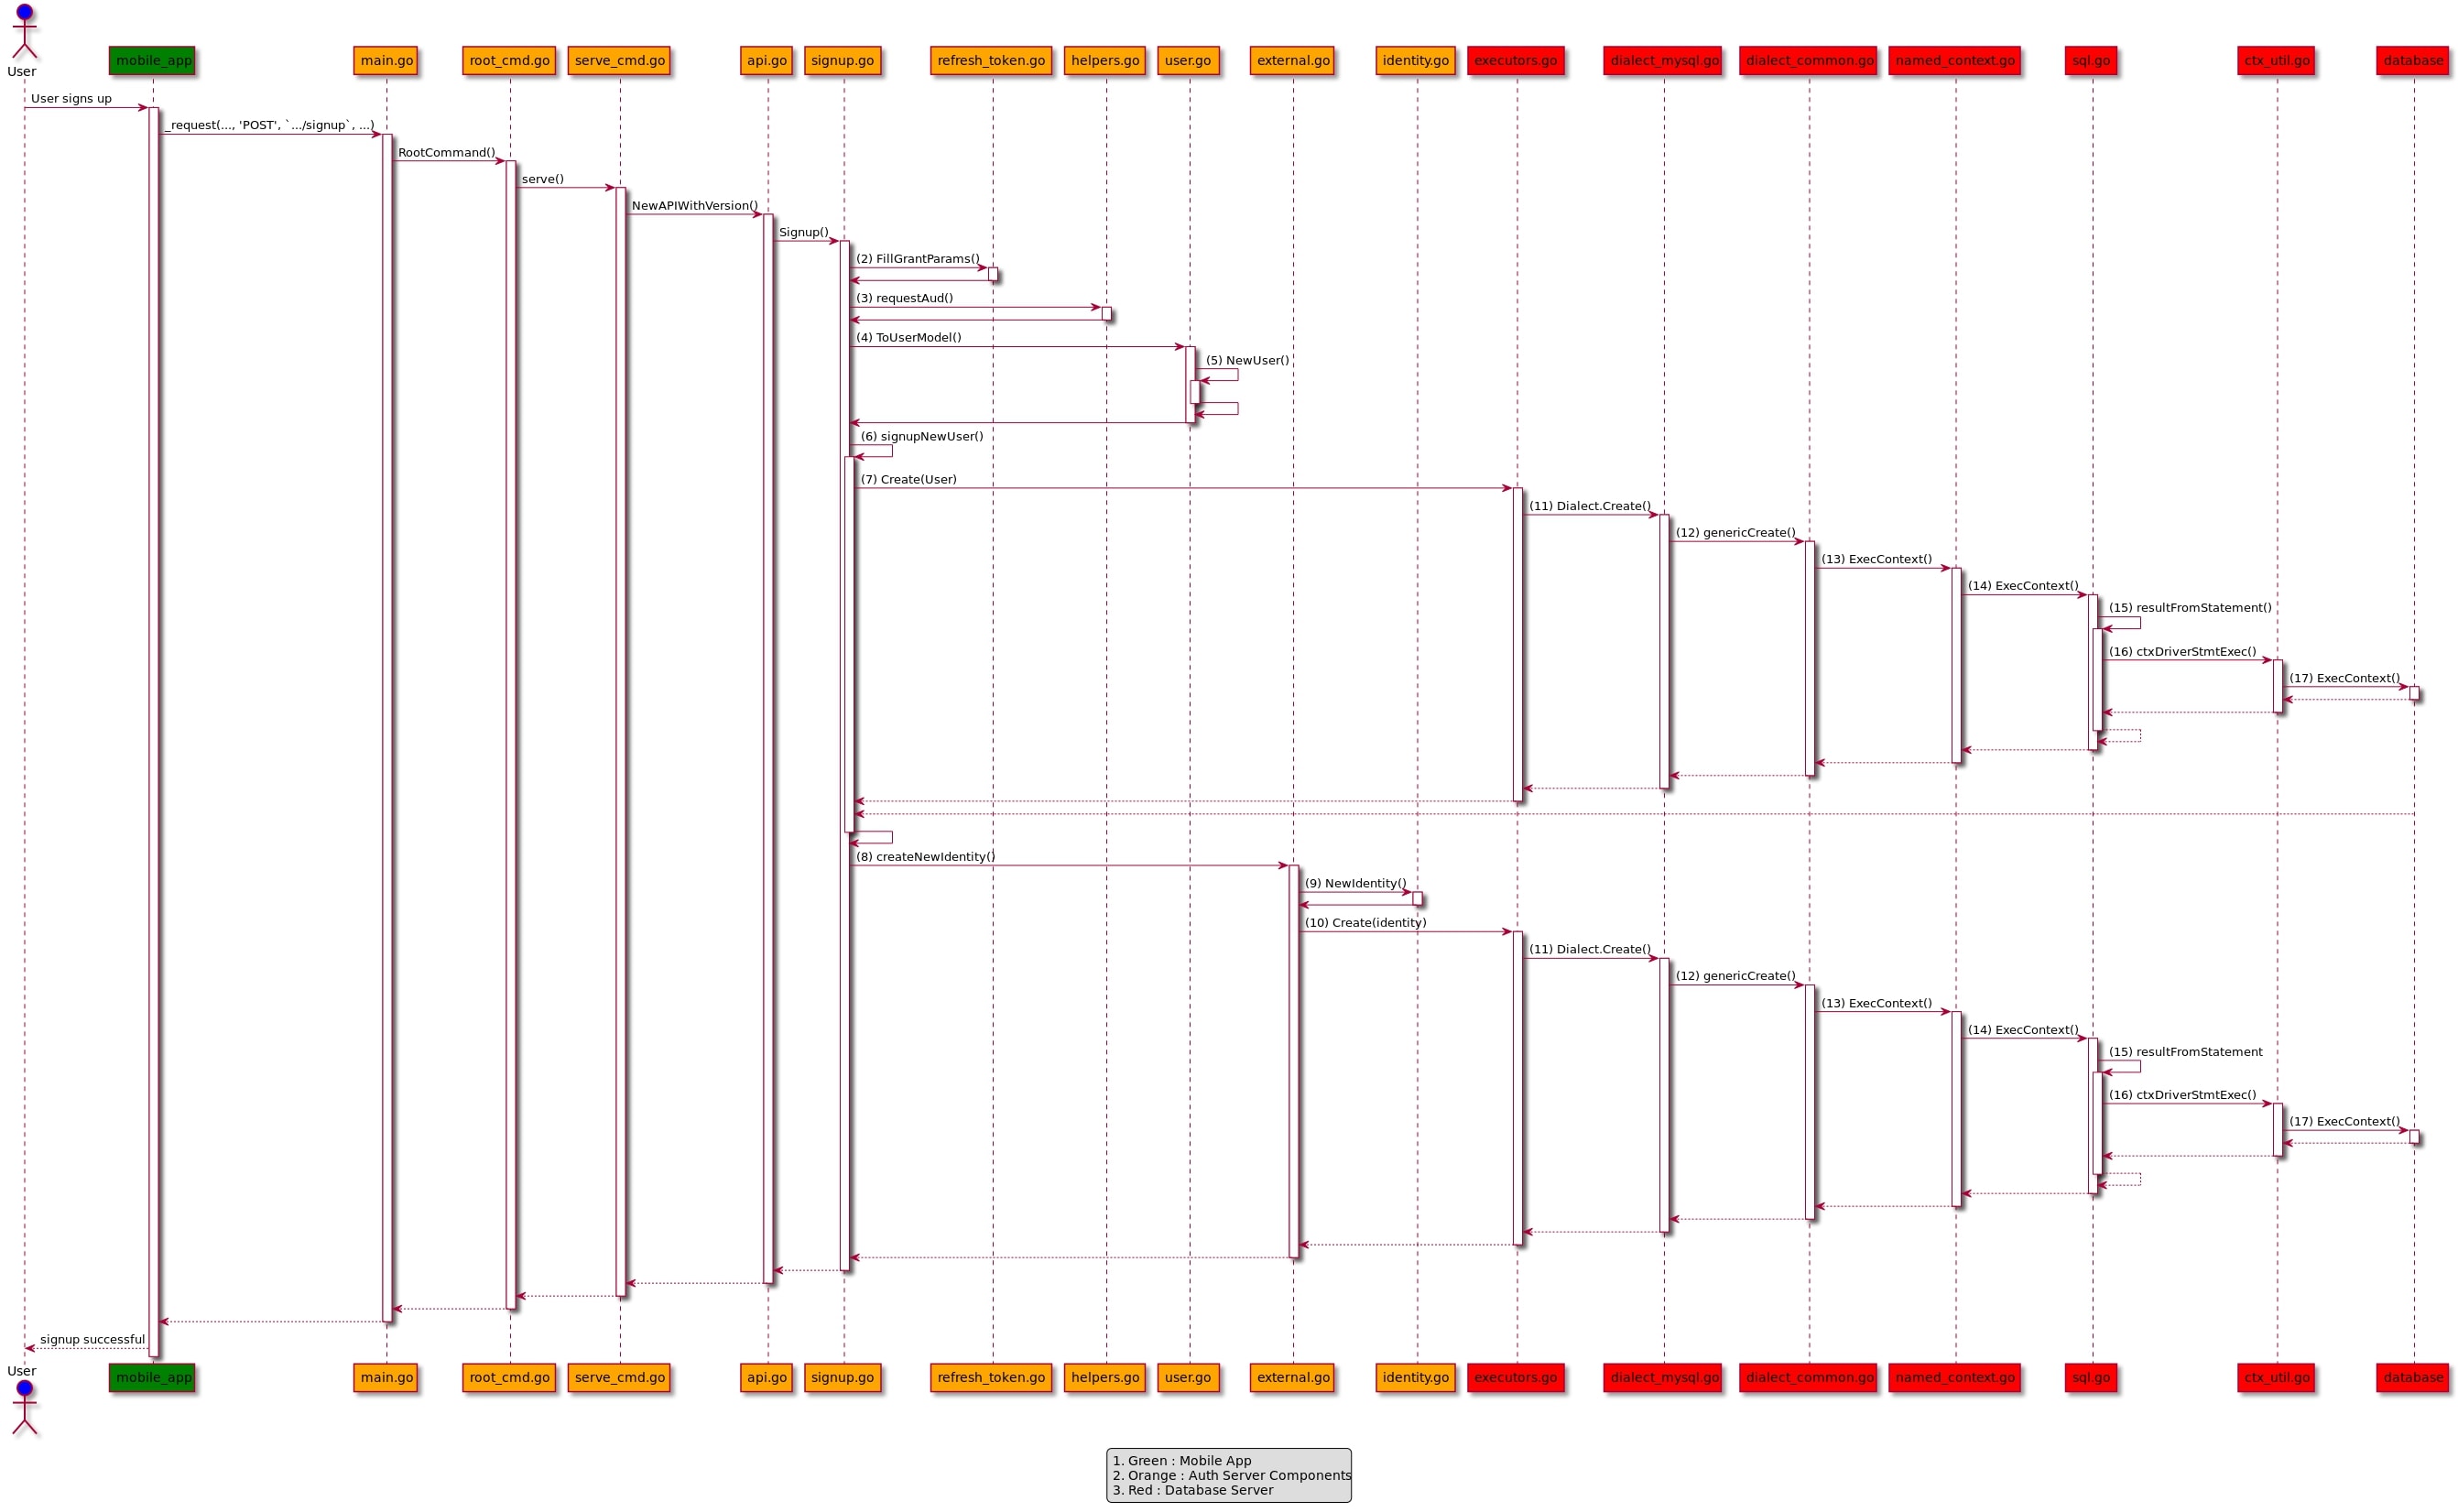 User
mobile_app
main.go
root_cmd.go
serve_cmd.go
api.go
signup.go
refresh_token.go
helpers.go
user.go
external.go
identity.go
executors.go
dialect_mysql.go
dialect_common.go
named_context.go
sql.go
ctx_util.go
database
User signs up
_request(..., 'POST', `.../signup`, ...)
RootCommand()
serve()
NewAPIWithVersion()
Signup()
(2) FillGrantParams()
(3) requestAud()
(4) ToUserModel()
(5) NewUser()
(6) signupNewUser()
(7) Create(User)
(11) Dialect.Create()
(12) genericCreate()
(13) ExecContext()
(14) ExecContext()
(15) resultFromStatement()
(16) ctxDriverStmtExec()
(17) ExecContext()
(8) createNewIdentity()
(9) NewIdentity()
(10) Create(identity)
(11) Dialect.Create()
(12) genericCreate()
(13) ExecContext()
(14) ExecContext()
(15) resultFromStatement
(16) ctxDriverStmtExec()
(17) ExecContext()
signup successful
User
mobile_app
main.go
root_cmd.go
serve_cmd.go
api.go
signup.go
refresh_token.go
helpers.go
user.go
external.go
identity.go
executors.go
dialect_mysql.go
dialect_common.go
named_context.go
sql.go
ctx_util.go
database
1. Green : Mobile App
2. Orange : Auth Server Components
3. Red : Database Server